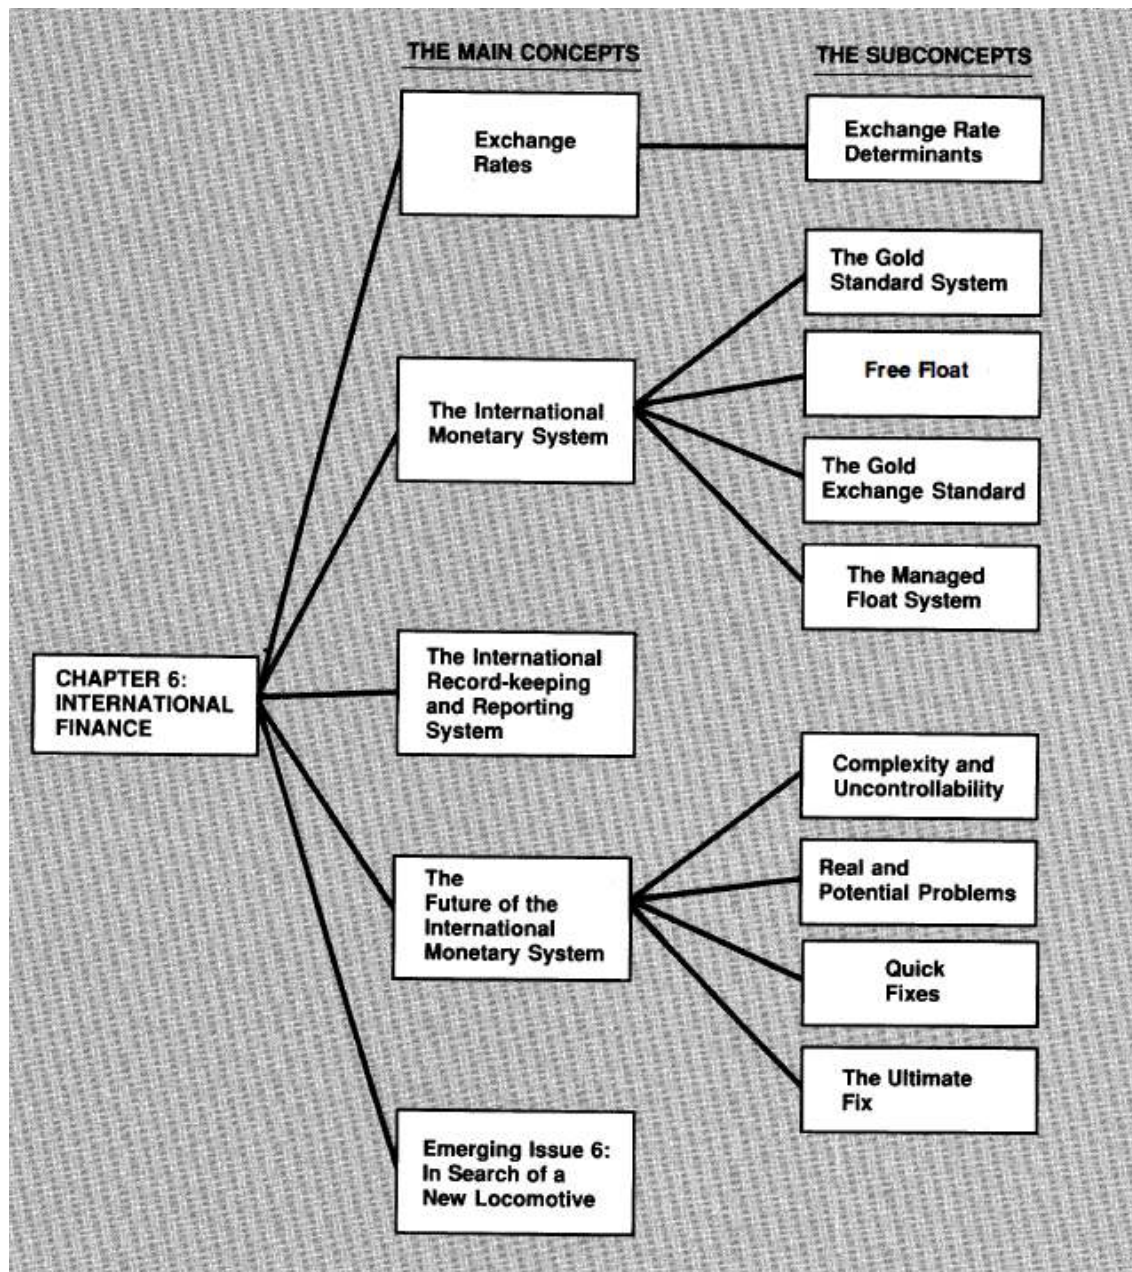 THE MAIN CONCEPTS
THE SUBCONCEPTS
Exchange
Rates
Exchange Rate
Determinants
The Gold
Standard System
Free Float
The International
Monetary System
The Gold
Exchange Standard
The Managed
Float System
CHAPTER 6:
INTERNATIONAL
FINANCE
The International
Record-keeping
and Reporting
System
Complexity and
Uncontrollability
The
Future of the
International
Monetary System
Real and
Potential Problems
Quick
Fixes
The Ultimate
Fix
Emerging Issue 6:
In Search of a
New Locomotive